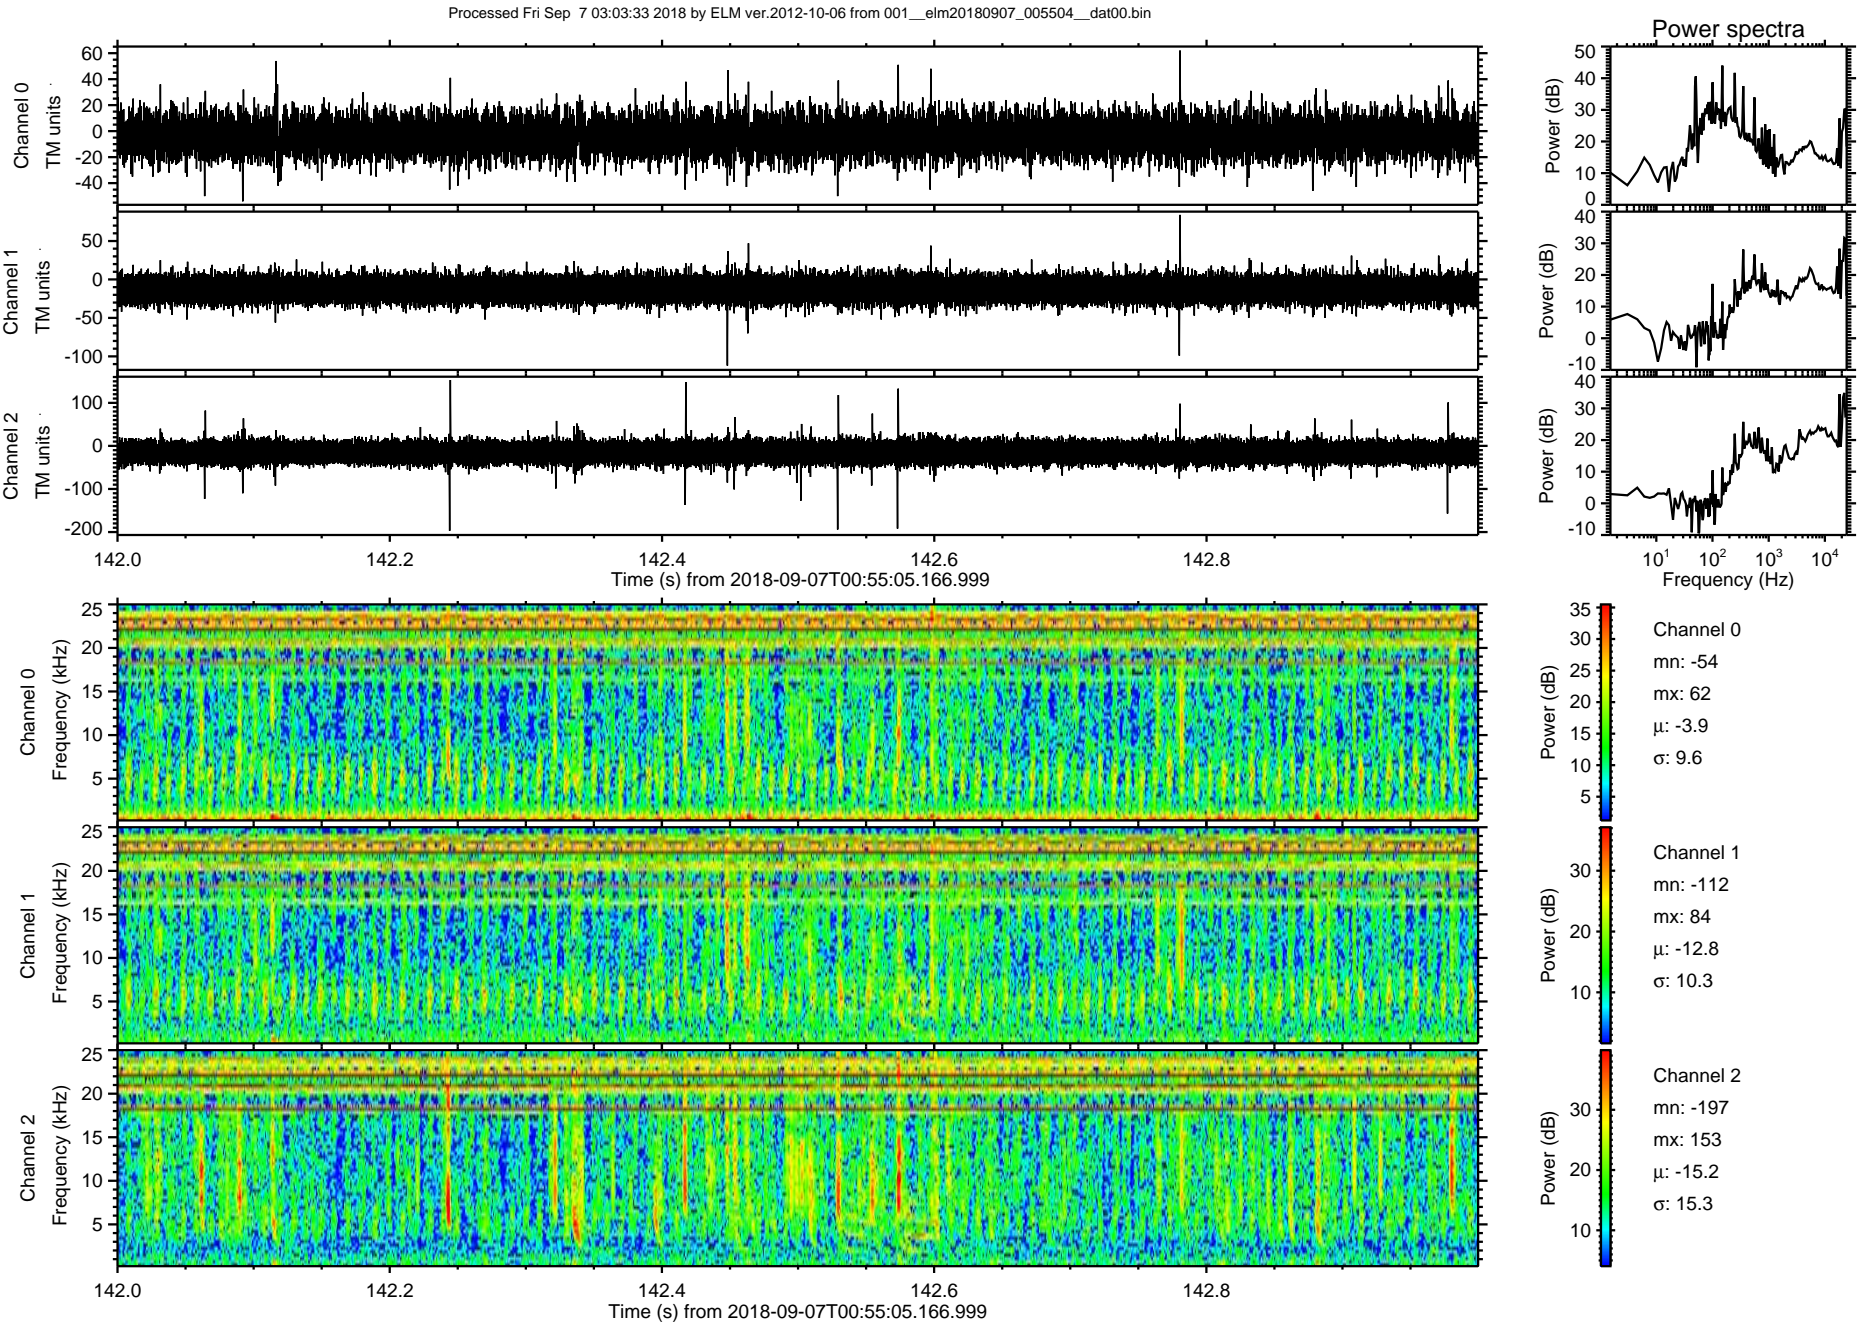 Processed Fri Sep  7 03:03:33 2018 by ELM ver.2012-10-06 from 001__elm20180907_005504__dat00.bin
Power spectra
Channel 0
TM units
60
40
20
0
-20
-40
Power (dB)
50
40
30
20
10
0
Channel 1
TM units
50
0
-50
-100
Power (dB)
40
30
20
10
0
-10
Channel 2
TM units
100
0
-100
-200
Power (dB)
40
30
20
10
0
-10
142.0 142.2 142.4 142.6 142.8
Time (s) from 2018-09-07T00:55:05.166.999
10^1 10^2 10^3 10^4
Frequency (Hz)
Channel 0
Frequency (kHz)
25
20
15
10
5
Power (dB)
35
30
25
20
15
10
5
Channel 0
mn: -54
mx: 62
μ: -3.9
σ: 9.6
Channel 1
Frequency (kHz)
25
20
15
10
5
Power (dB)
30
20
10
Channel 1
mn: -112
mx: 84
μ: -12.8
σ: 10.3
Channel 2
Frequency (kHz)
25
20
15
10
5
Power (dB)
30
20
10
Channel 2
mn: -197
mx: 153
μ: -15.2
σ: 15.3
142.0 142.2 142.4 142.6 142.8
Time (s) from 2018-09-07T00:55:05.166.999